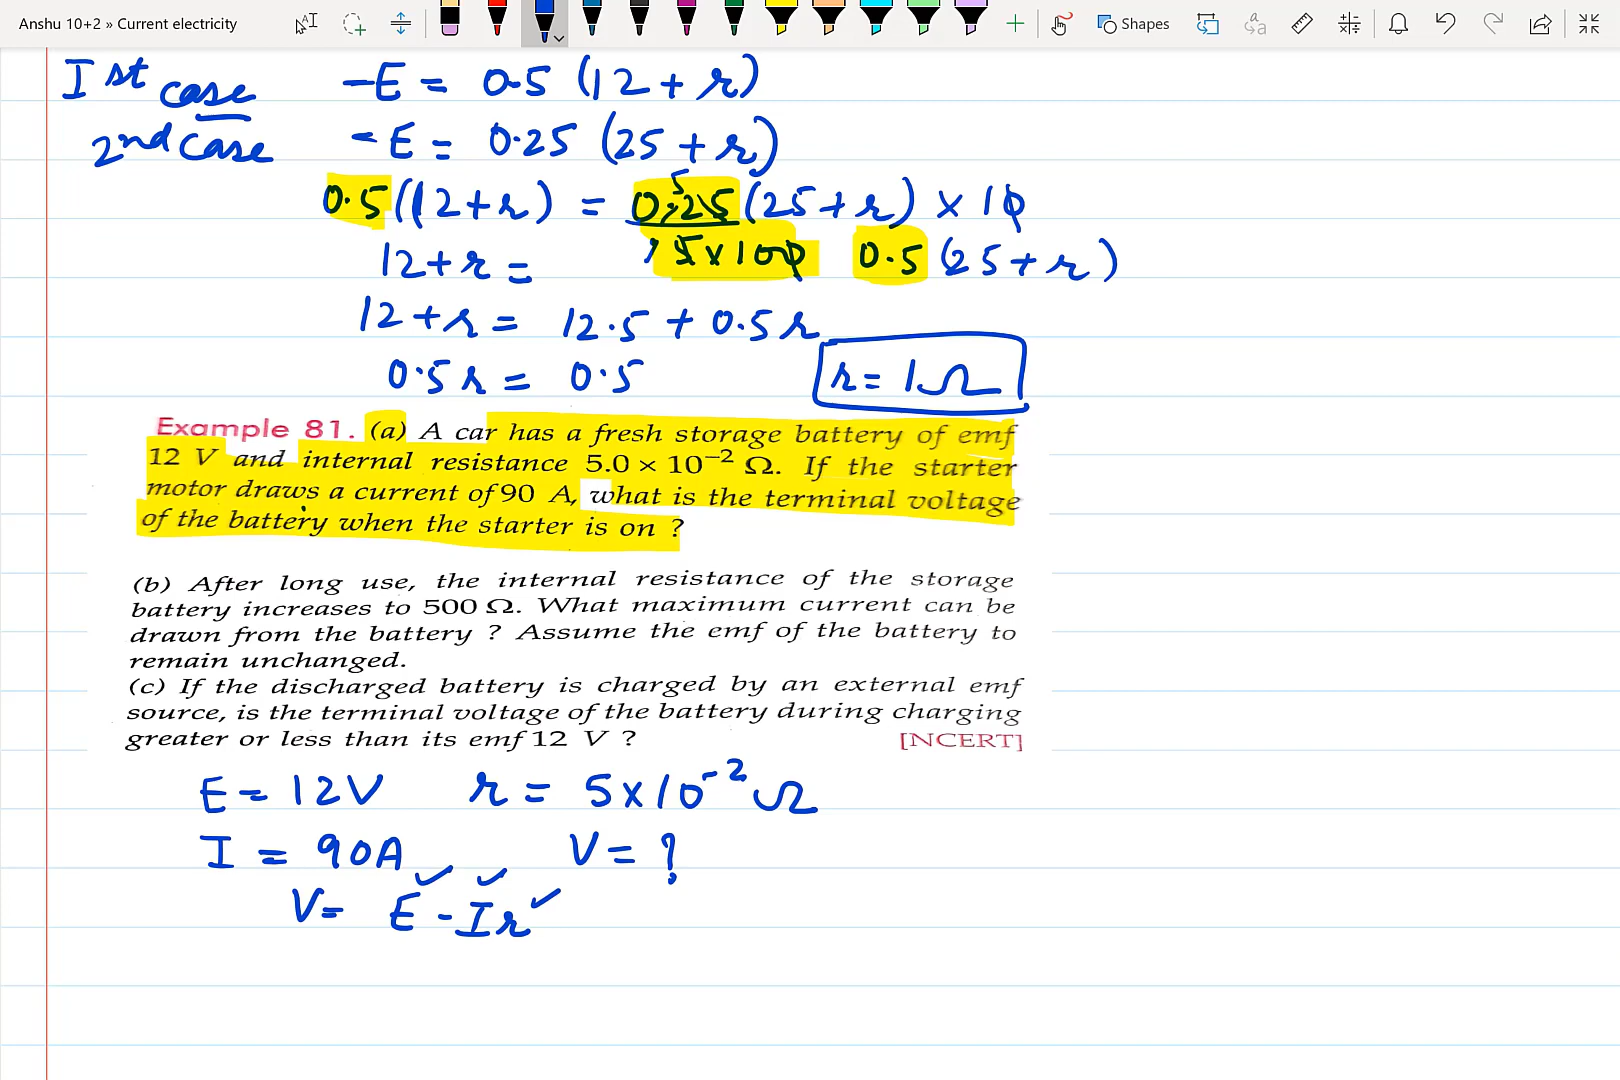 Anshu 10+2 » Current electricity
Shapes
Ist case -E = 0.5 (12 + r)
2nd case -E = 0.25 (25 + r)
0.5 (12 + r) = 0.25 (25 + r) × 10
5
12 + r = 5 × 100 0.5 (25 + r)
12 + r = 12.5 + 0.5 r
0.5 r = 0.5 r = 1Ω
Example 81. (a) A car has a fresh storage battery of emf
12 V and internal resistance 5.0 × 10⁻² Ω. If the starter
motor draws a current of 90 A, what is the terminal voltage
of the battery when the starter is on ?
(b) After long use, the internal resistance of the storage
battery increases to 500 Ω. What maximum current can be
drawn from the battery ? Assume the emf of the battery to
remain unchanged.
(c) If the discharged battery is charged by an external emf
source, is the terminal voltage of the battery during charging
greater or less than its emf 12 V ? [NCERT]
E = 12V r = 5×10⁻² Ω
I = 90A V = ?
V = E - Ir